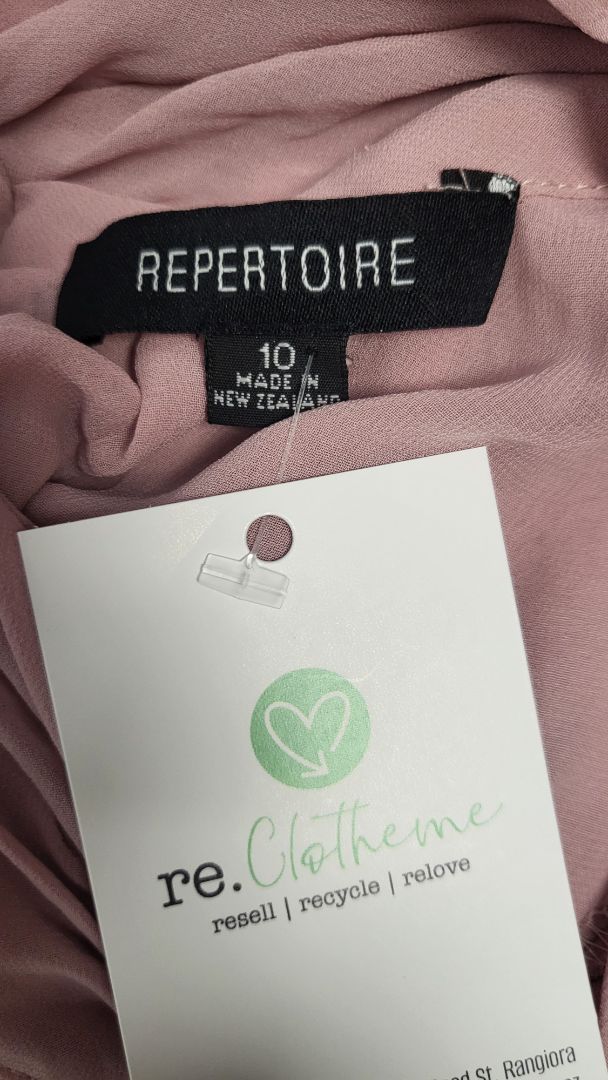 REPERTOIRE
10
MADE IN
NEW ZEALAND
re.Clotheme
resell | recycle | relove
St. Rangiora